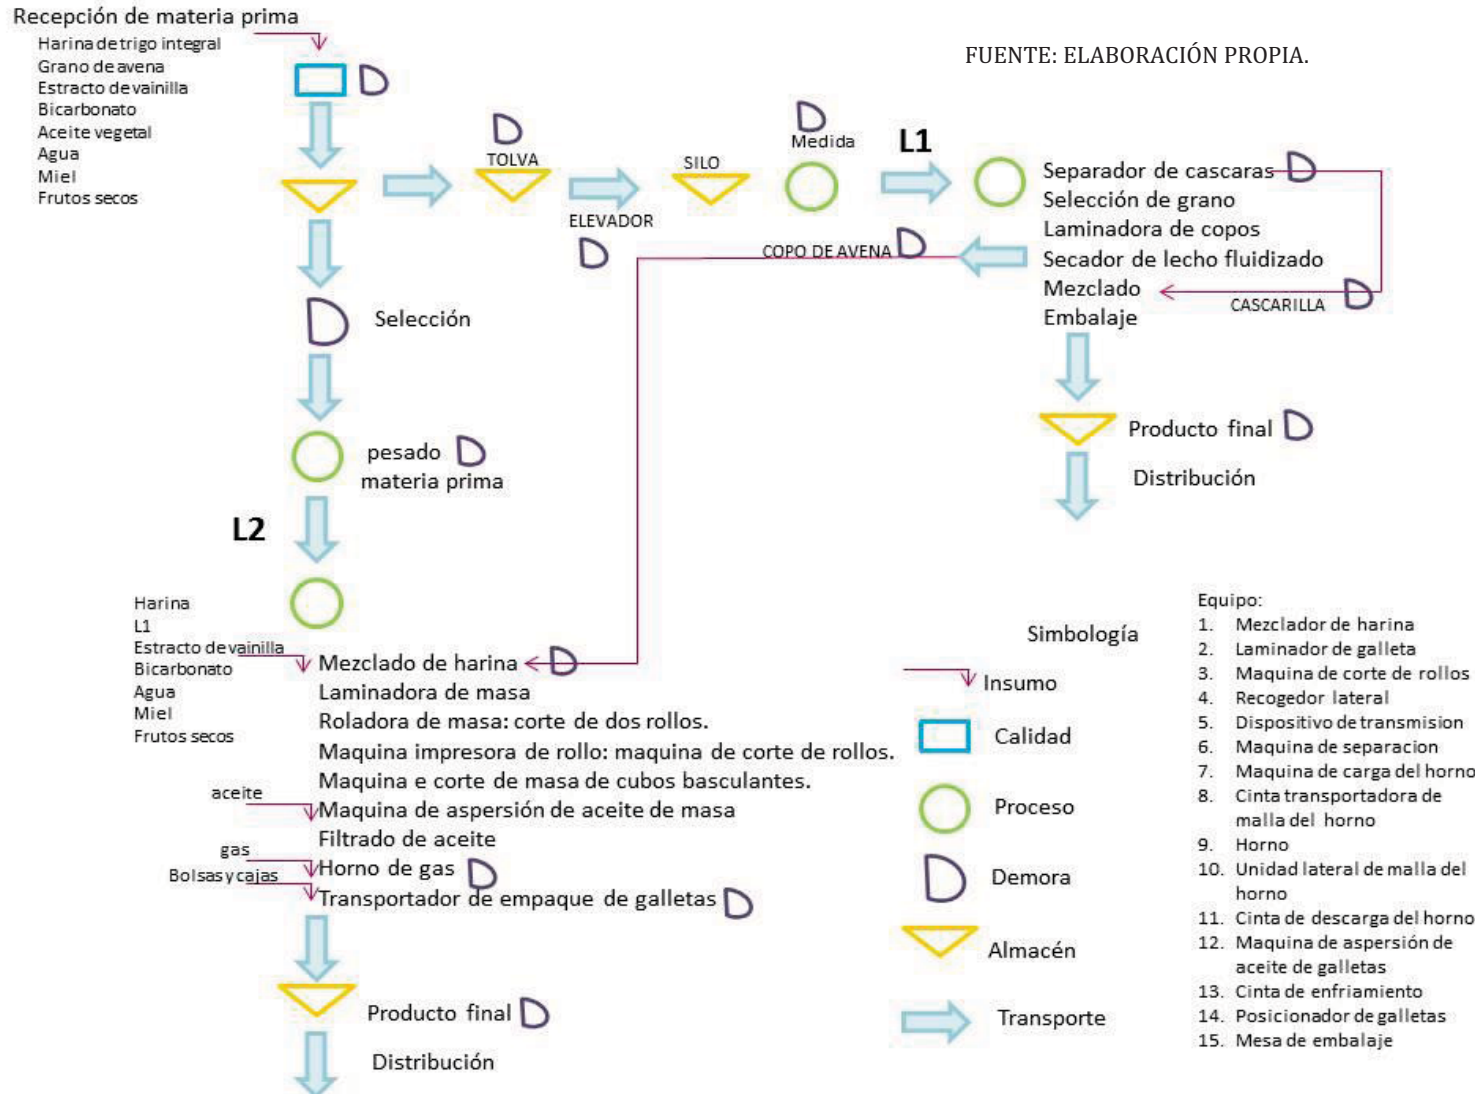 Recepción de materia prima
Harina de trigo integral
Grano de avena
Estracto de vainilla
Bicarbonato
Aceite vegetal
Agua
Miel
Frutos secos
FUENTE: ELABORACIÓN PROPIA.
TOLVA
ELEVADOR
SILO
Medida
L1
Separador de cascaras
Selección de grano
Laminadora de copos
Secador de lecho fluidizado
Mezclado
Embalaje
COPO DE AVENA
CASCARILLA
Producto final
Distribución
Selección
pesado
materia prima
L2
Harina
L1
Estracto de vainilla
Bicarbonato
Agua
Miel
Frutos secos
Mezclado de harina
Laminadora de masa
Roladora de masa: corte de dos rollos.
Maquina impresora de rollo: maquina de corte de rollos.
Maquina e corte de masa de cubos basculantes.
aceite
Maquina de aspersión de aceite de masa
Filtrado de aceite
gas
Horno de gas
Bolsas y cajas
Transportador de empaque de galletas
Producto final
Distribución
Simbología
Insumo
Calidad
Proceso
Demora
Almacén
Transporte
Equipo:
1. Mezclador de harina
2. Laminador de galleta
3. Maquina de corte de rollos
4. Recogedor lateral
5. Dispositivo de transmision
6. Maquina de separacion
7. Maquina de carga del horno
8. Cinta transportadora de
malla del horno
9. Horno
10. Unidad lateral de malla del
horno
11. Cinta de descarga del horno
12. Maquina de aspersión de
aceite de galletas
13. Cinta de enfriamiento
14. Posicionador de galletas
15. Mesa de embalaje